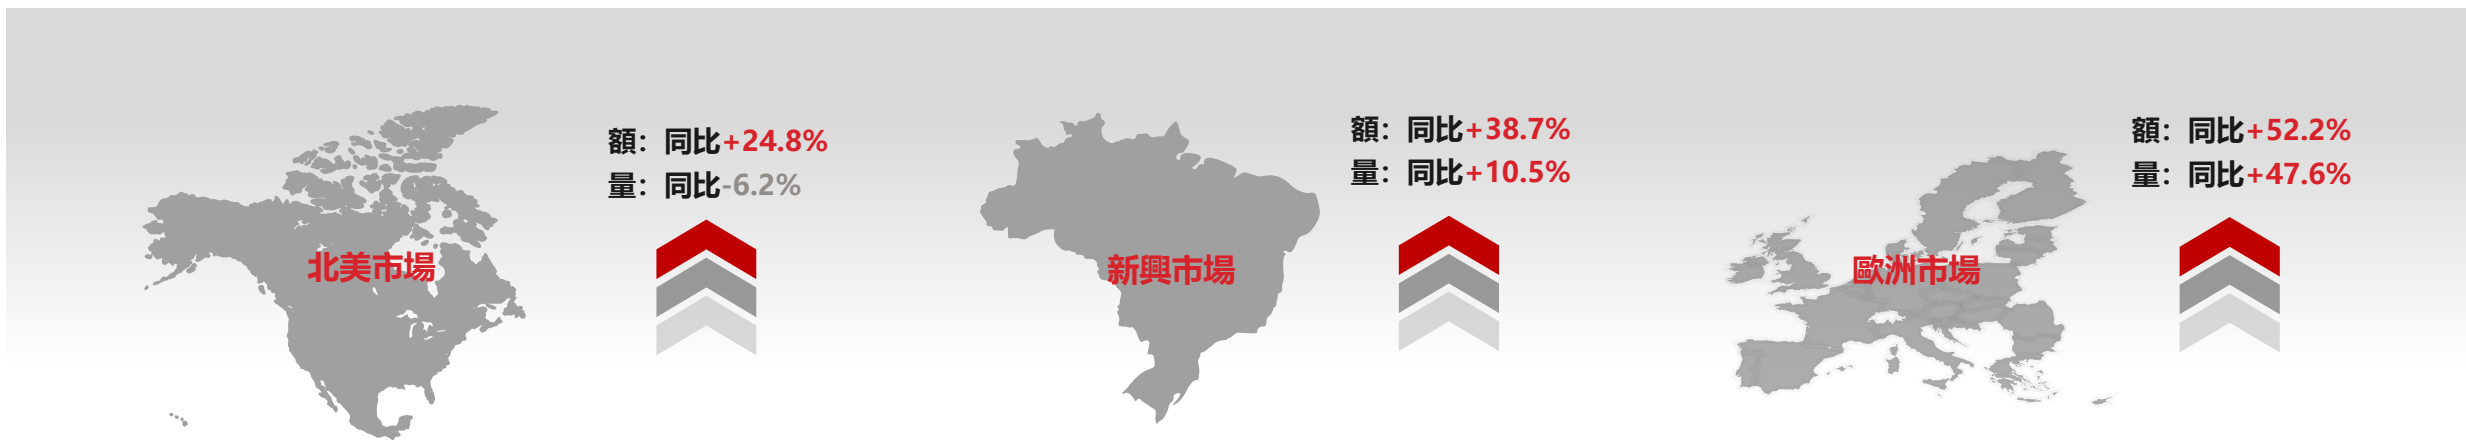 額：同比+24.8%
量：同比-6.2%
北美市場
額：同比+38.7%
量：同比+10.5%
新興市場
額：同比+52.2%
量：同比+47.6%
歐洲市場